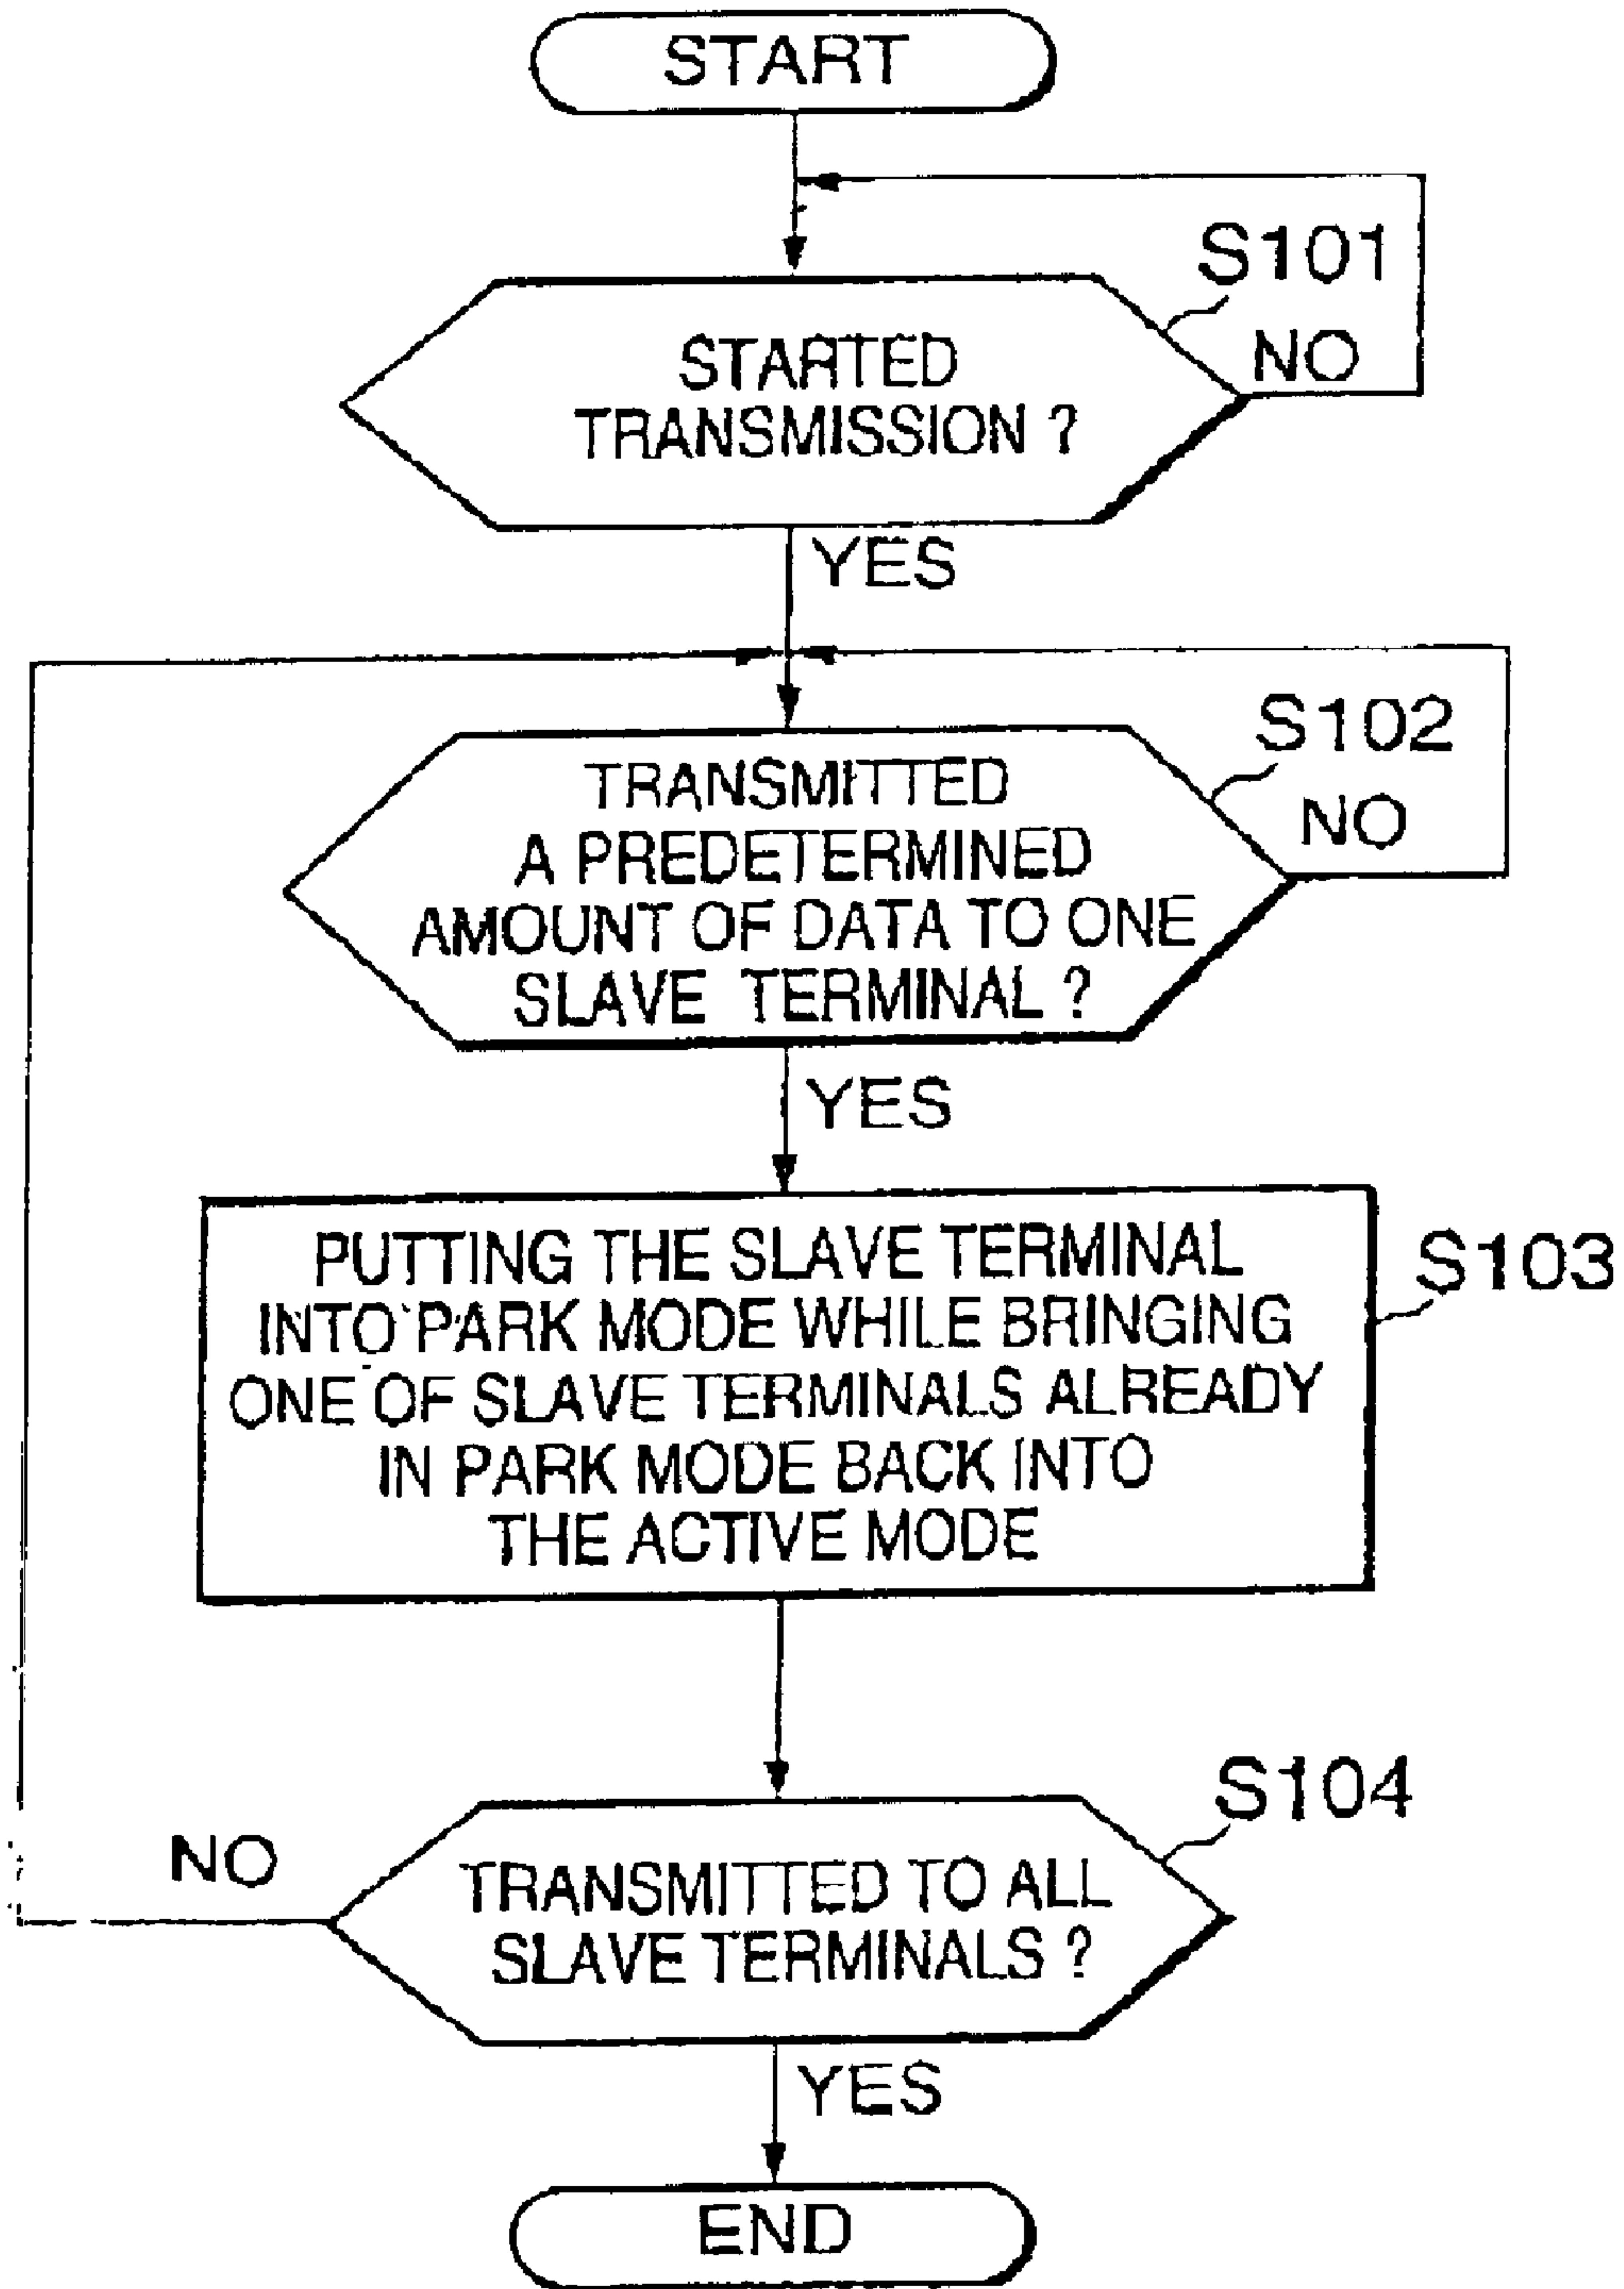 START
S101
NO
STARTED
TRANSMISSION ?
YES
S102
NO
TRANSMITTED
A PREDETERMINED
AMOUNT OF DATA TO ONE
SLAVE TERMINAL ?
YES
S103
PUTTING THE SLAVE TERMINAL
INTO PARK MODE WHILE BRINGING
ONE OF SLAVE TERMINALS ALREADY
IN PARK MODE BACK INTO
THE ACTIVE MODE
S104
NO
TRANSMITTED TO ALL
SLAVE TERMINALS ?
YES
END